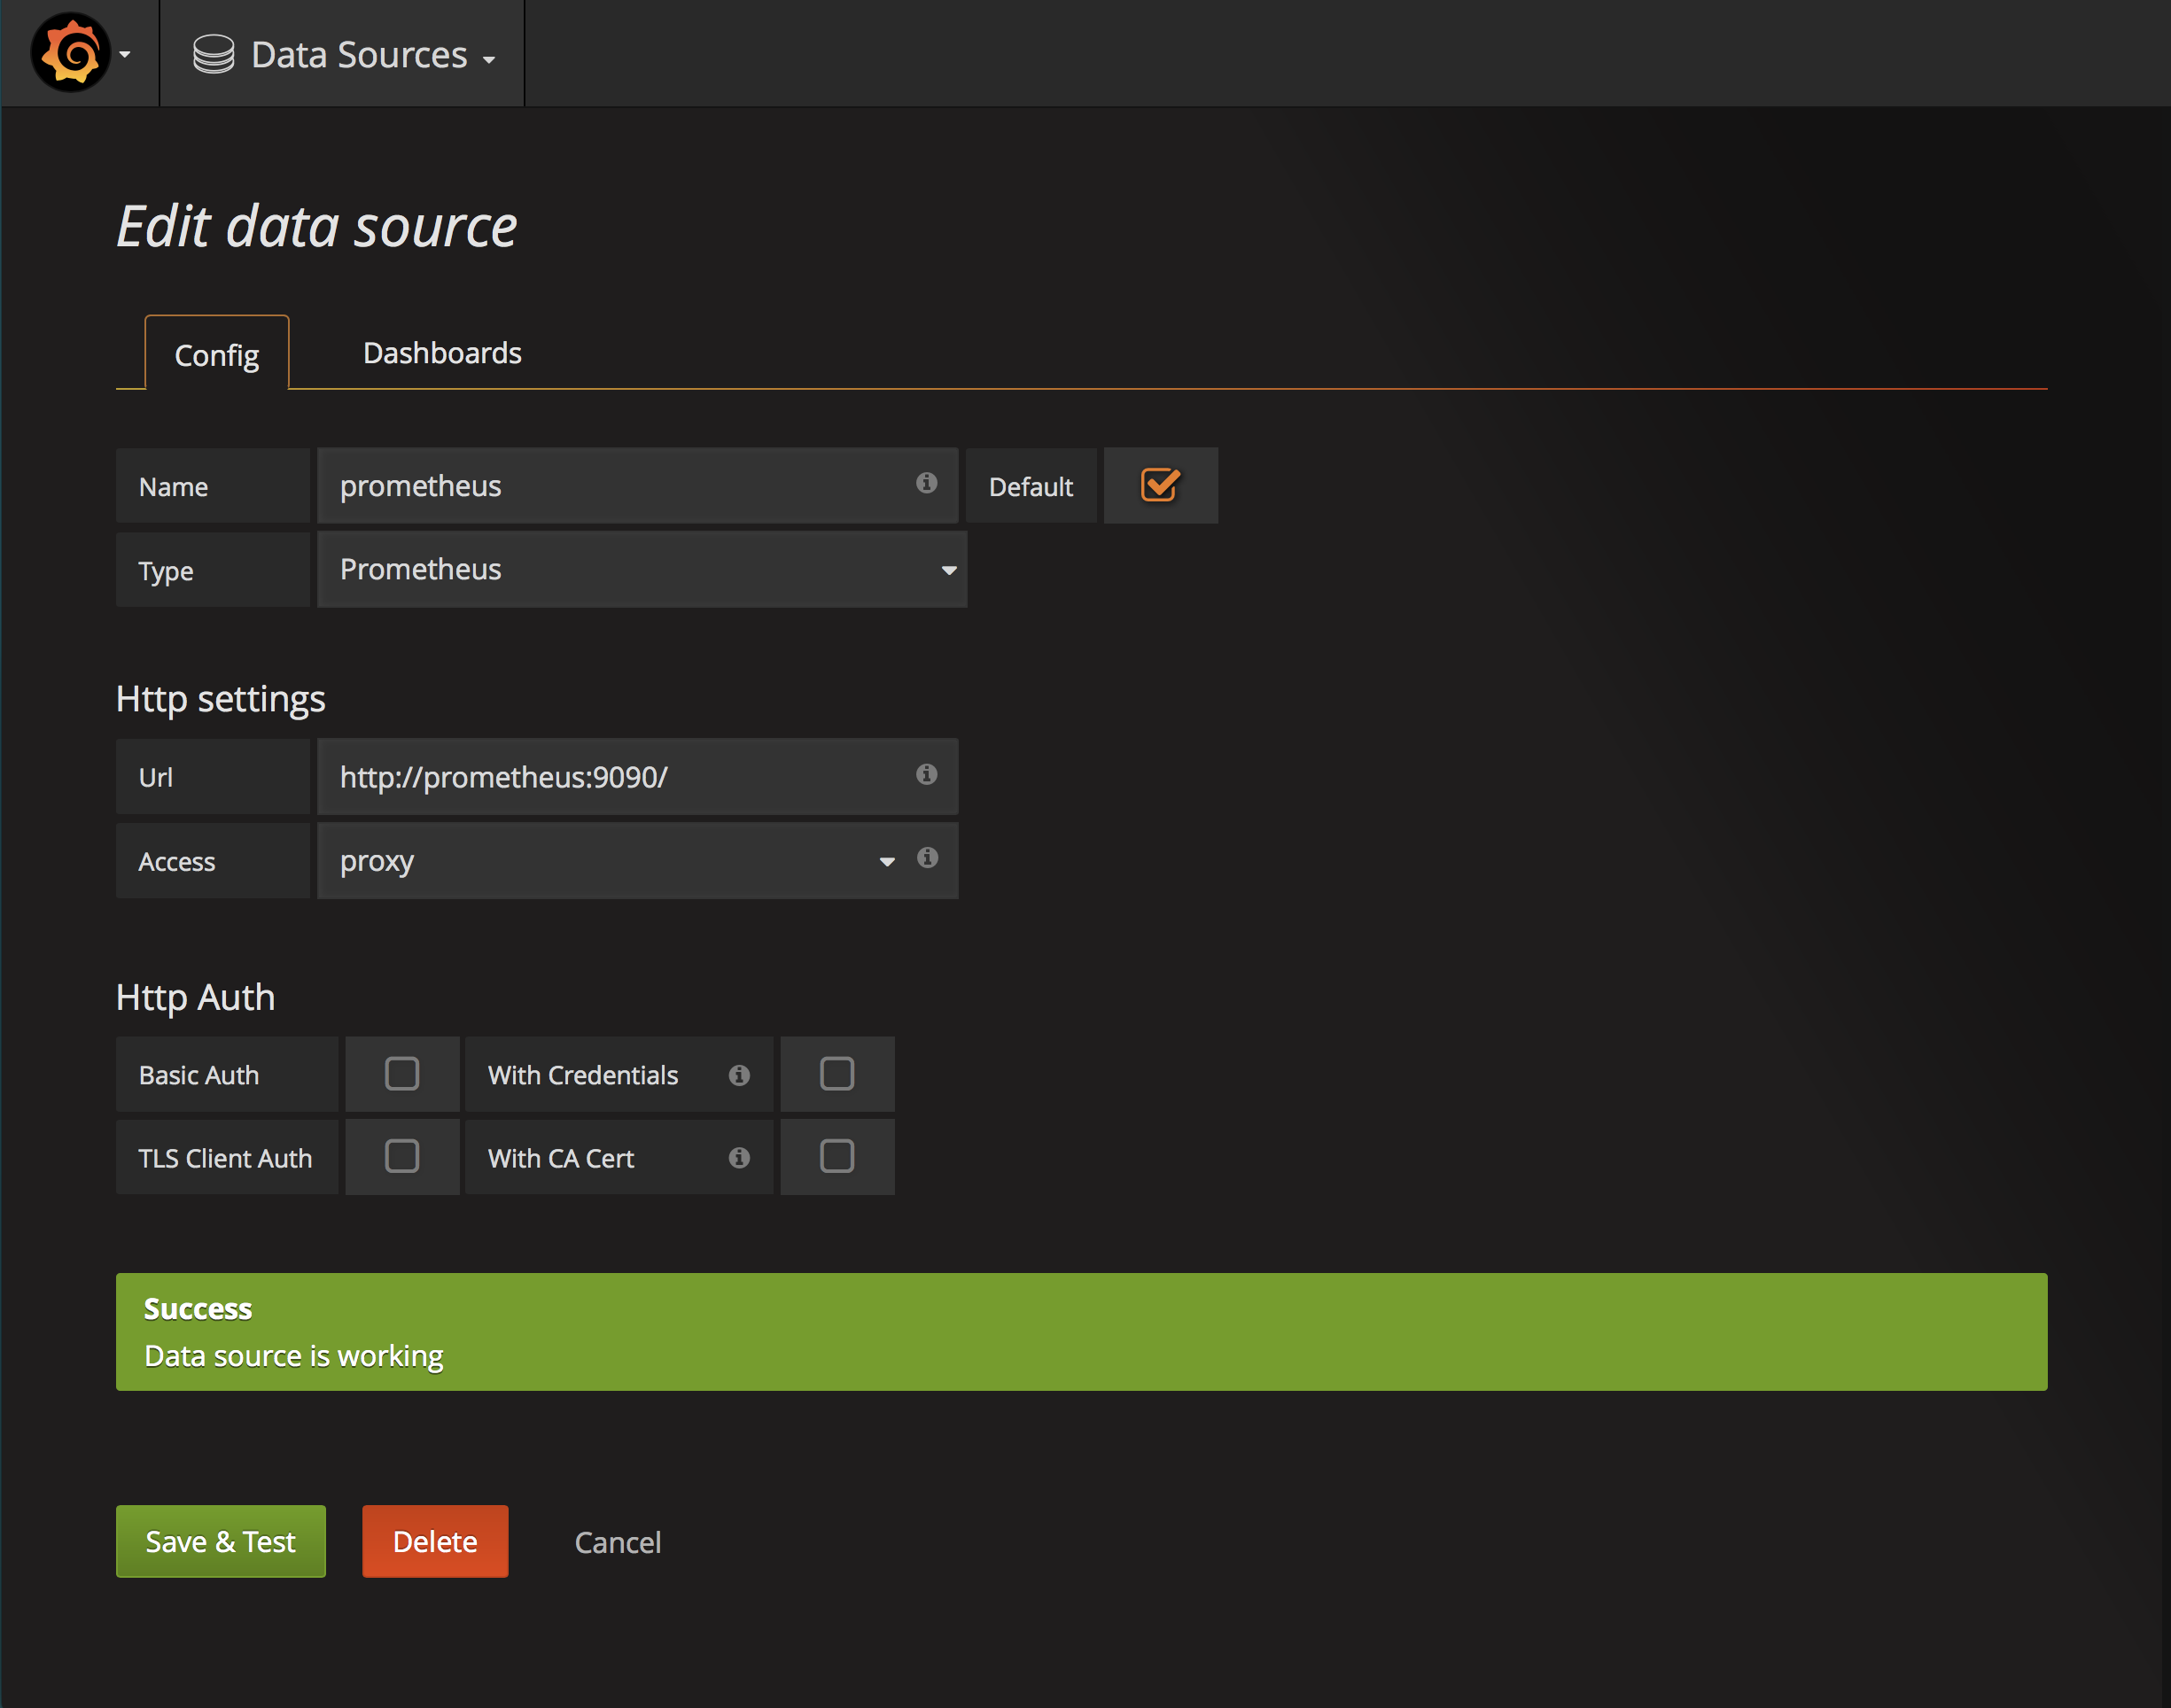 Data Sources
Edit data source
Config Dashboards
Name prometheus Default
Type Prometheus
Http settings
Url http://prometheus:9090/
Access proxy
Http Auth
Basic Auth With Credentials
TLS Client Auth With CA Cert
Success
Data source is working
Save & Test Delete Cancel